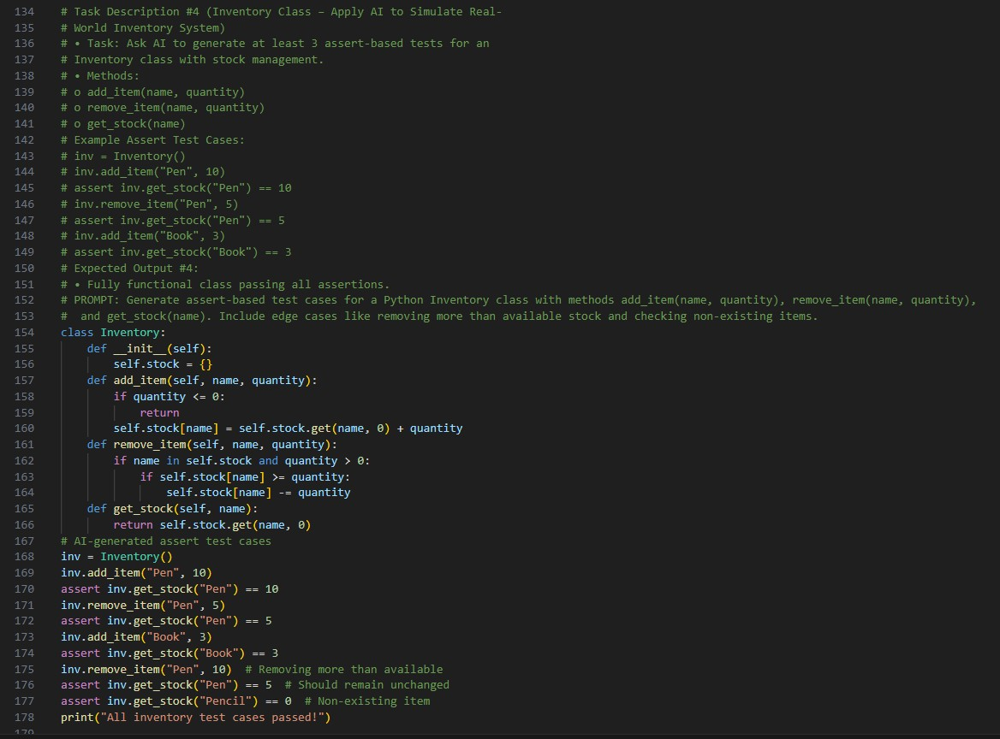 134 # Task Description #4 (Inventory Class – Apply AI to Simulate Real-
135 # World Inventory System)
136 # • Task: Ask AI to generate at least 3 assert-based tests for an
137 # Inventory class with stock management.
138 # • Methods:
139 # o add_item(name, quantity)
140 # o remove_item(name, quantity)
141 # o get_stock(name)
142 # Example Assert Test Cases:
143 # inv = Inventory()
144 # inv.add_item("Pen", 10)
145 # assert inv.get_stock("Pen") == 10
146 # inv.remove_item("Pen", 5)
147 # assert inv.get_stock("Pen") == 5
148 # inv.add_item("Book", 3)
149 # assert inv.get_stock("Book") == 3
150 # Expected Output #4:
151 # • Fully functional class passing all assertions.
152 # PROMPT: Generate assert-based test cases for a Python Inventory class with methods add_item(name, quantity), remove_item(name, quantity),
153 #  and get_stock(name). Include edge cases like removing more than available stock and checking non-existing items.
154 class Inventory:
155     def __init__(self):
156         self.stock = {}
157     def add_item(self, name, quantity):
158         if quantity <= 0:
159             return
160         self.stock[name] = self.stock.get(name, 0) + quantity
161     def remove_item(self, name, quantity):
162         if name in self.stock and quantity > 0:
163             if self.stock[name] >= quantity:
164                 self.stock[name] -= quantity
165     def get_stock(self, name):
166         return self.stock.get(name, 0)
167 # AI-generated assert test cases
168 inv = Inventory()
169 inv.add_item("Pen", 10)
170 assert inv.get_stock("Pen") == 10
171 inv.remove_item("Pen", 5)
172 assert inv.get_stock("Pen") == 5
173 inv.add_item("Book", 3)
174 assert inv.get_stock("Book") == 3
175 inv.remove_item("Pen", 10)  # Removing more than available
176 assert inv.get_stock("Pen") == 5  # Should remain unchanged
177 assert inv.get_stock("Pencil") == 0  # Non-existing item
178 print("All inventory test cases passed!")
179